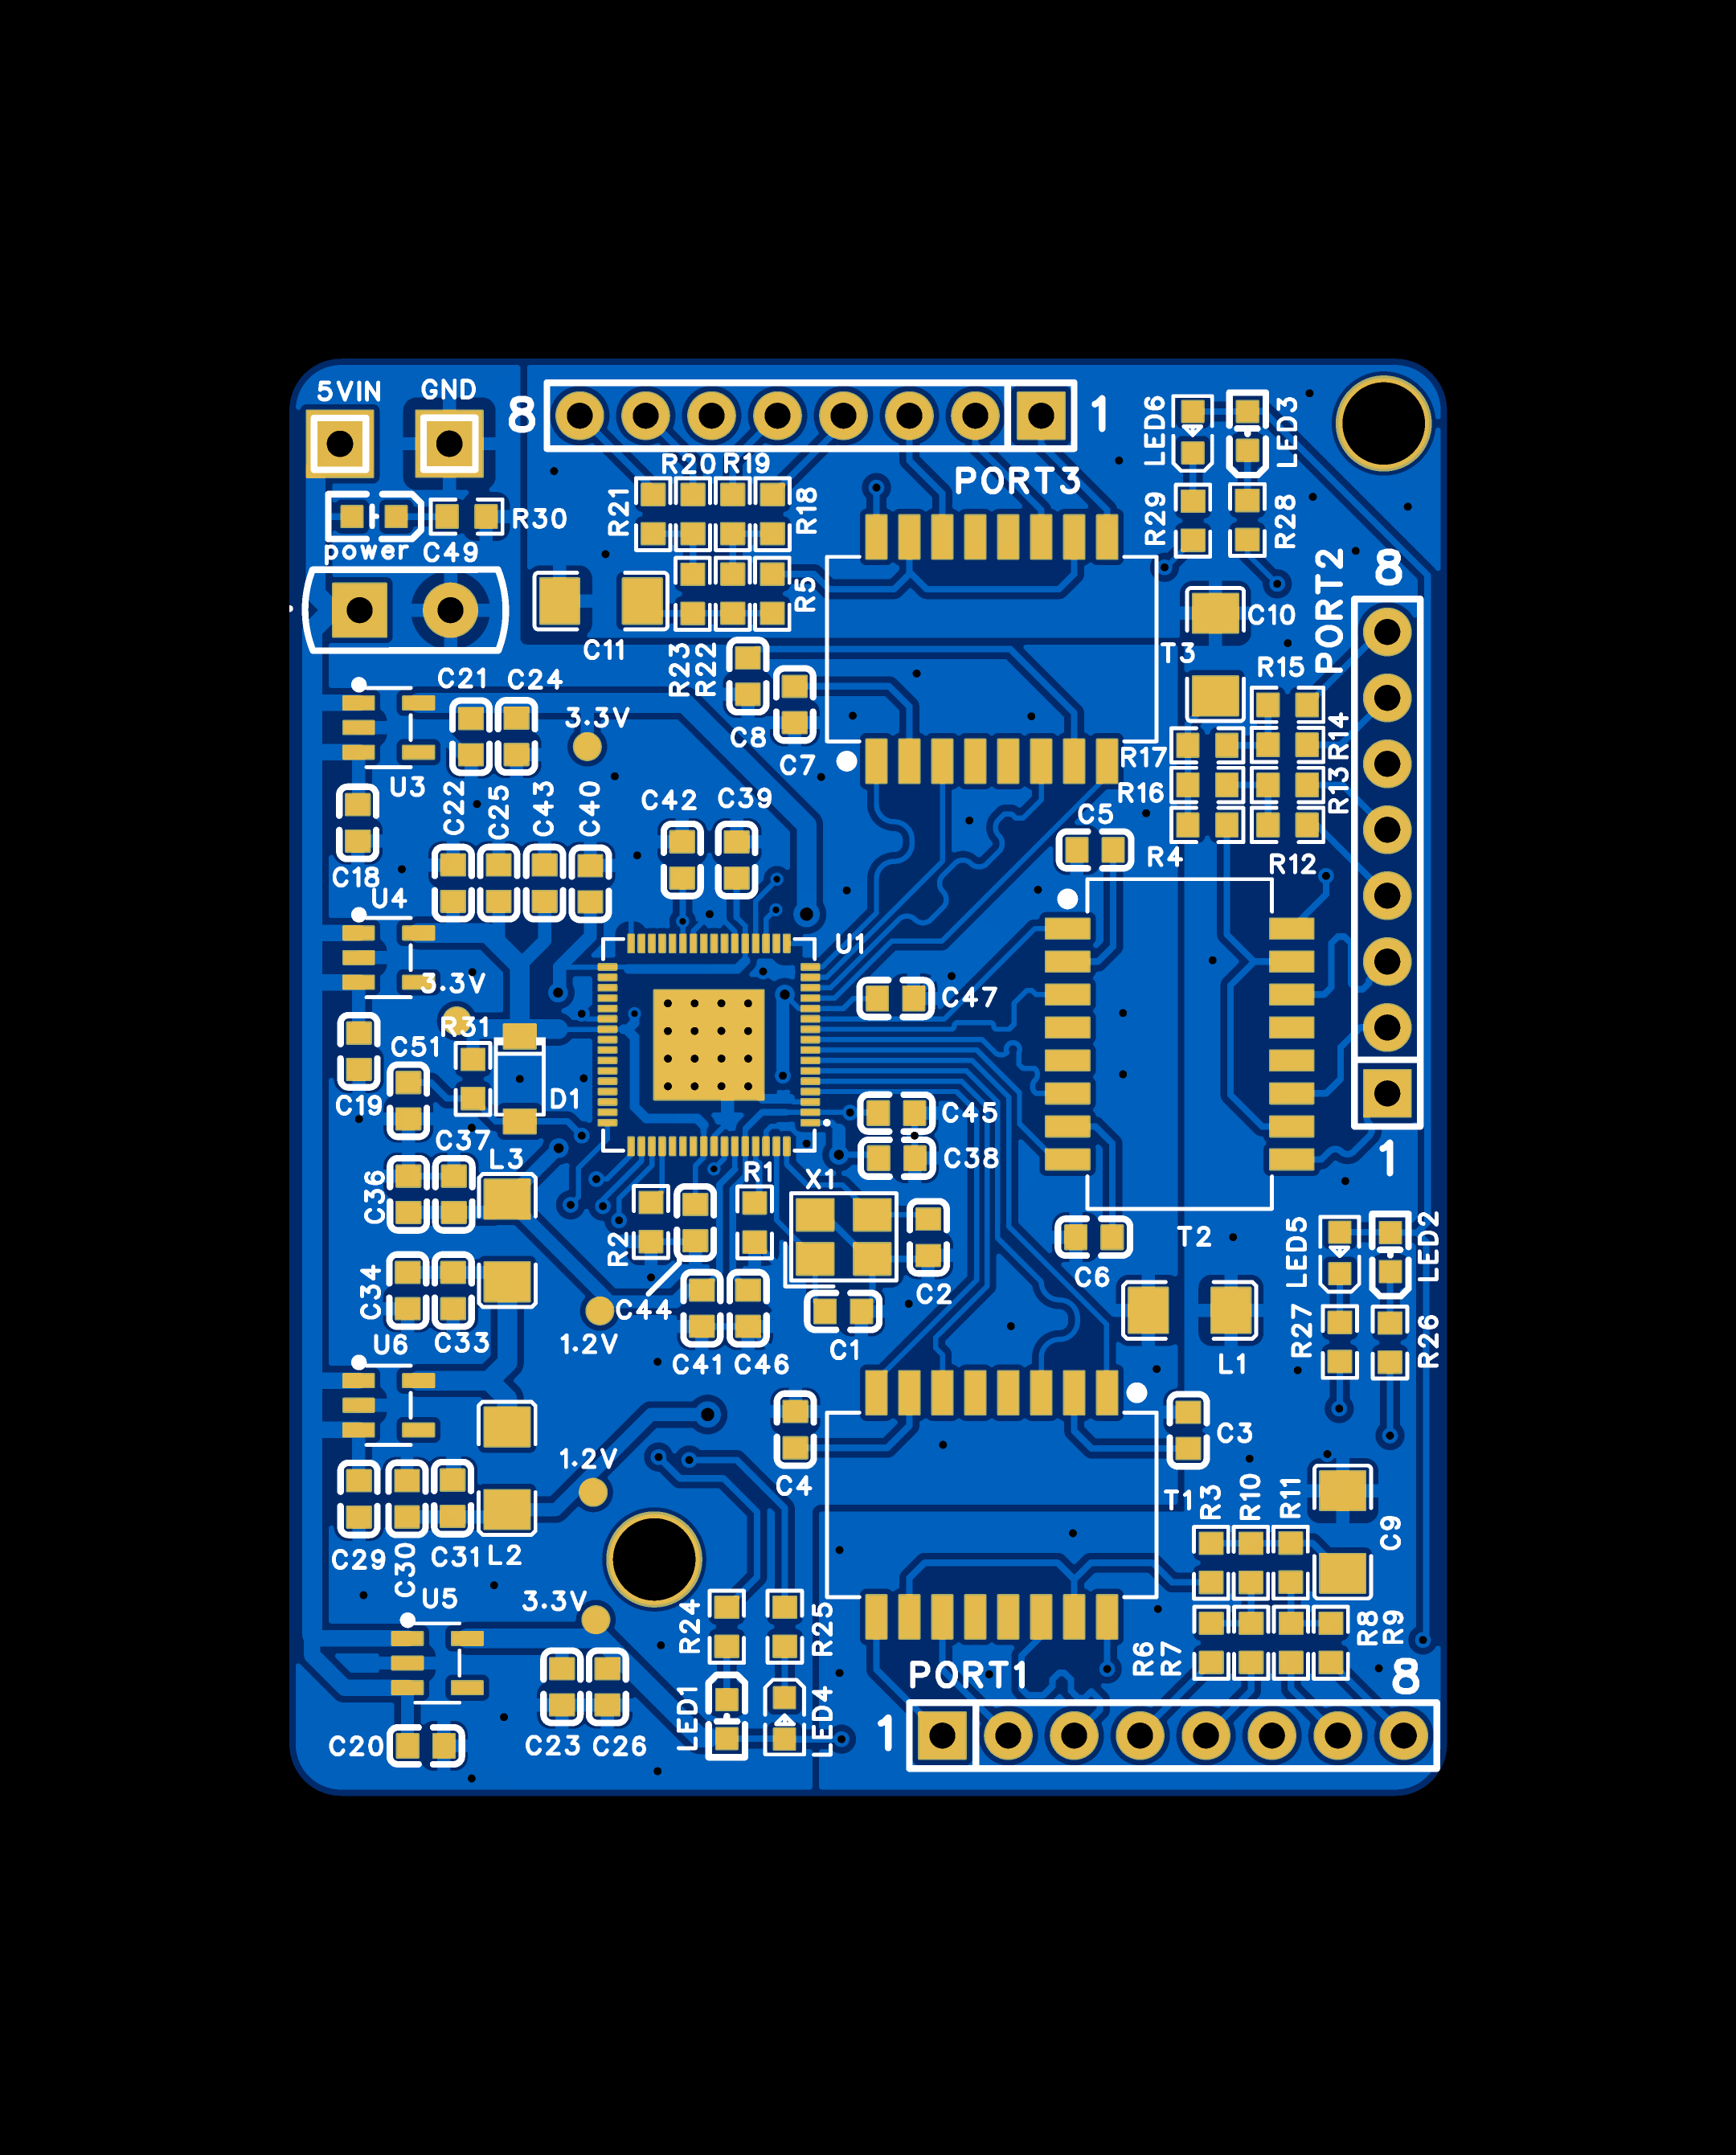 5VIN
GND
8
1
LED6
LED3
R20
R19
PORT3
R21
R18
R29
R28
R30
power
C49
PORT2
8
R5
C10
C11
R23
R22
T3
R15
C21
C24
3.3V
C8
C7
R17
R14
U3
C22
C25
C43
C40
C42
C39
R16
R13
C5
R4
R12
C18
U4
U1
3.3V
C47
R31
C51
C19
D1
C45
C37
L3
R1
C38
1
X1
C36
R2
T2
LED5
LED2
C6
C34
C44
C2
U6
C33
1.2V
C41
C46
C1
L1
R27
R26
1.2V
C4
C3
T1
R3
R10
R11
C9
C29
C30
C31
L2
U5
3.3V
R24
R25
R6
R7
R8
R9
PORT1
8
C20
C23
C26
LED1
LED4
1